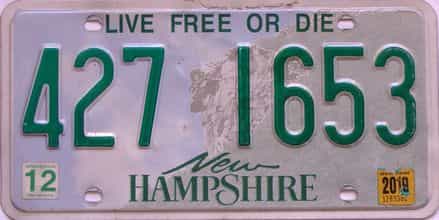 LIVE FREE OR DIE
427 1653
12
2019
New
HAMPSHIRE